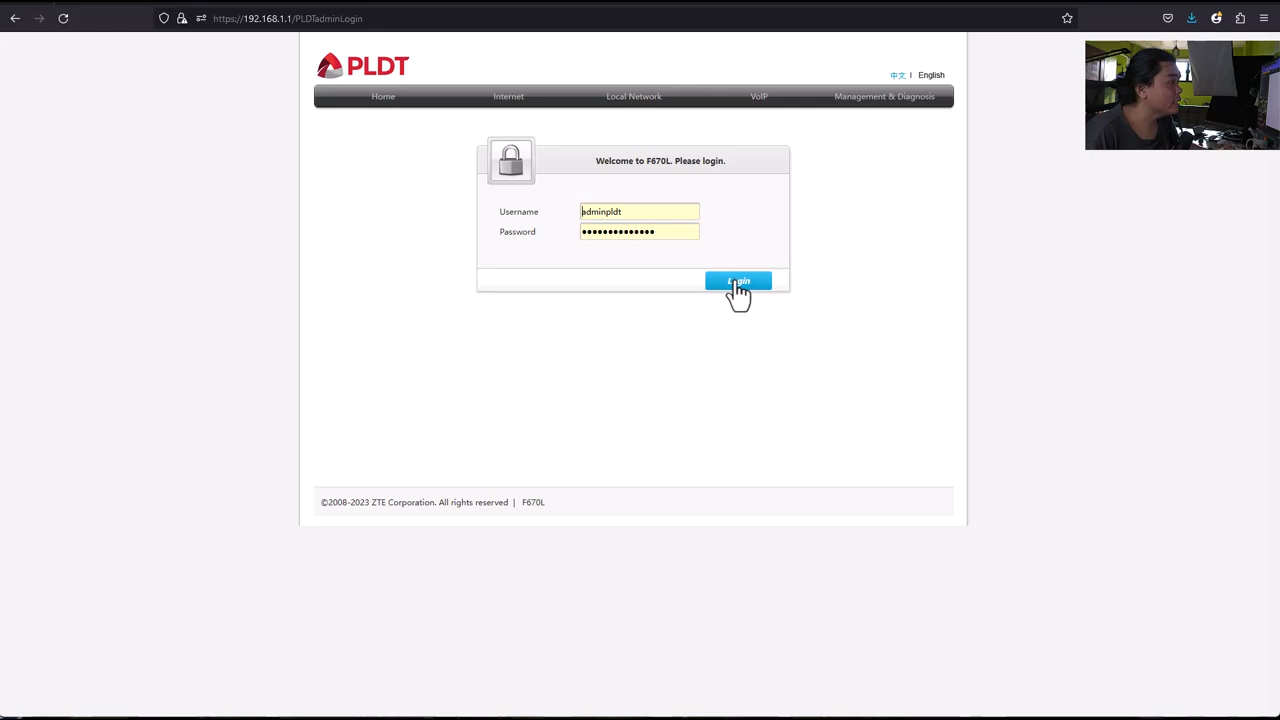 https://192.168.1.1/PLDTadminLogin
PLDT
中文 | English
Home Internet Local Network VoIP Management & Diagnosis
Welcome to F670L. Please login.
Username adminpldt
Password ••••••••••••••
Login
©2008-2023 ZTE Corporation. All rights reserved | F670L